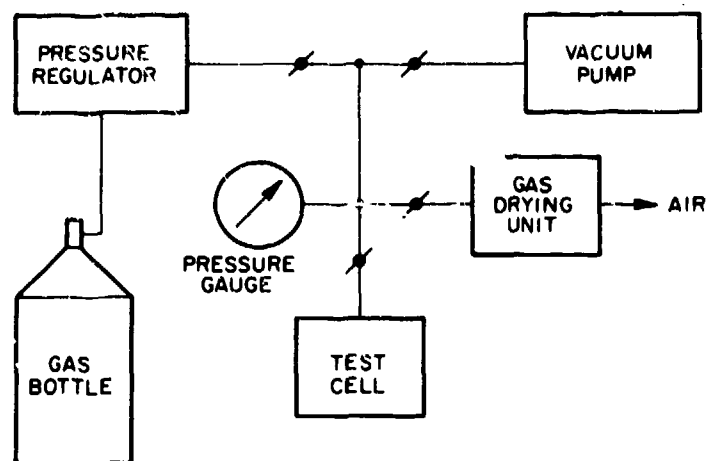 PRESSURE
REGULATOR
VACUUM
PUMP
PRESSURE
GAUGE
GAS
DRYING
UNIT
AIR
GAS
BOTTLE
TEST
CELL